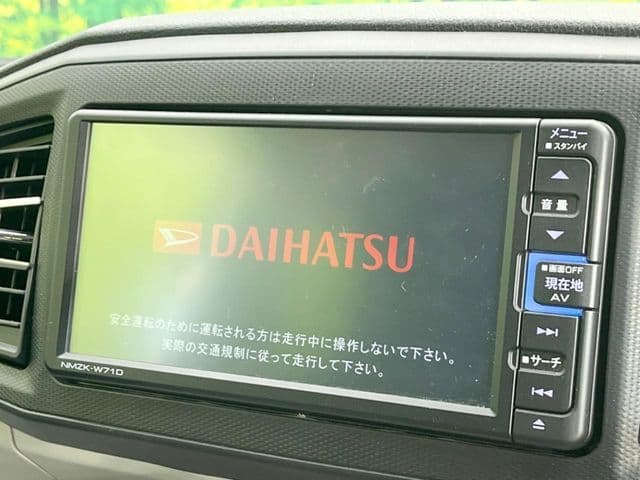 DAIHATSU
安全運転のために運転される方は走行中に操作しないで下さい。
実際の交通規制に従って走行して下さい。
NMZK-W71D
メニュー
■スタンバイ
音量
■画面OFF
現在地
AV
■サーチ